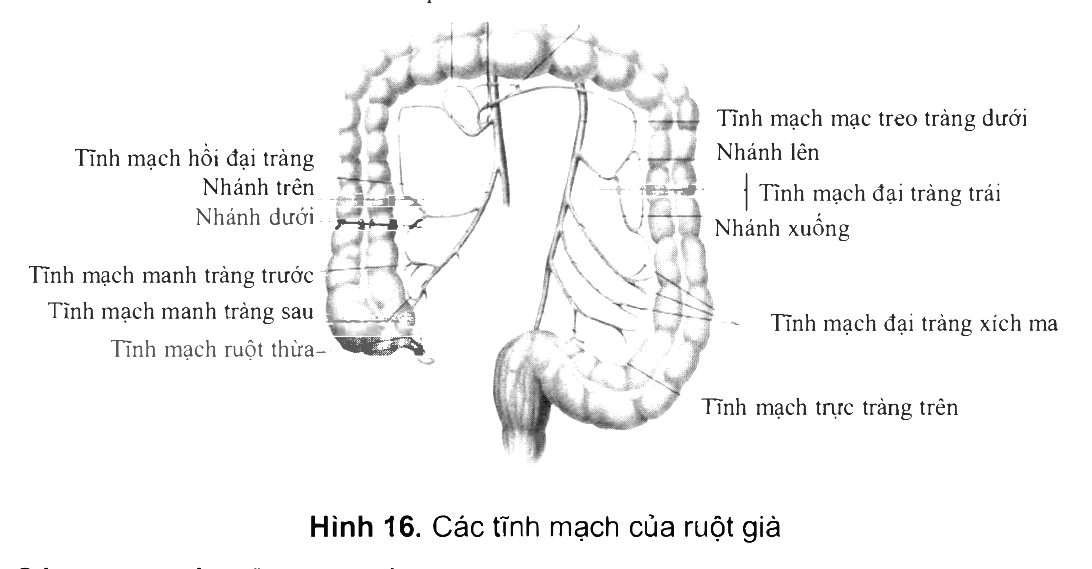 Tĩnh mạch hồi đại tràng
Nhánh trên
Nhánh dưới
Tĩnh mạch manh tràng trước
Tĩnh mạch manh tràng sau
Tĩnh mạch ruột thừa
Tĩnh mạch mạc treo tràng dưới
Nhánh lên
Tĩnh mạch đại tràng trái
Nhánh xuống
Tĩnh mạch đại tràng xích ma
Tĩnh mạch trực tràng trên
Hình 16. Các tĩnh mạch của ruột già